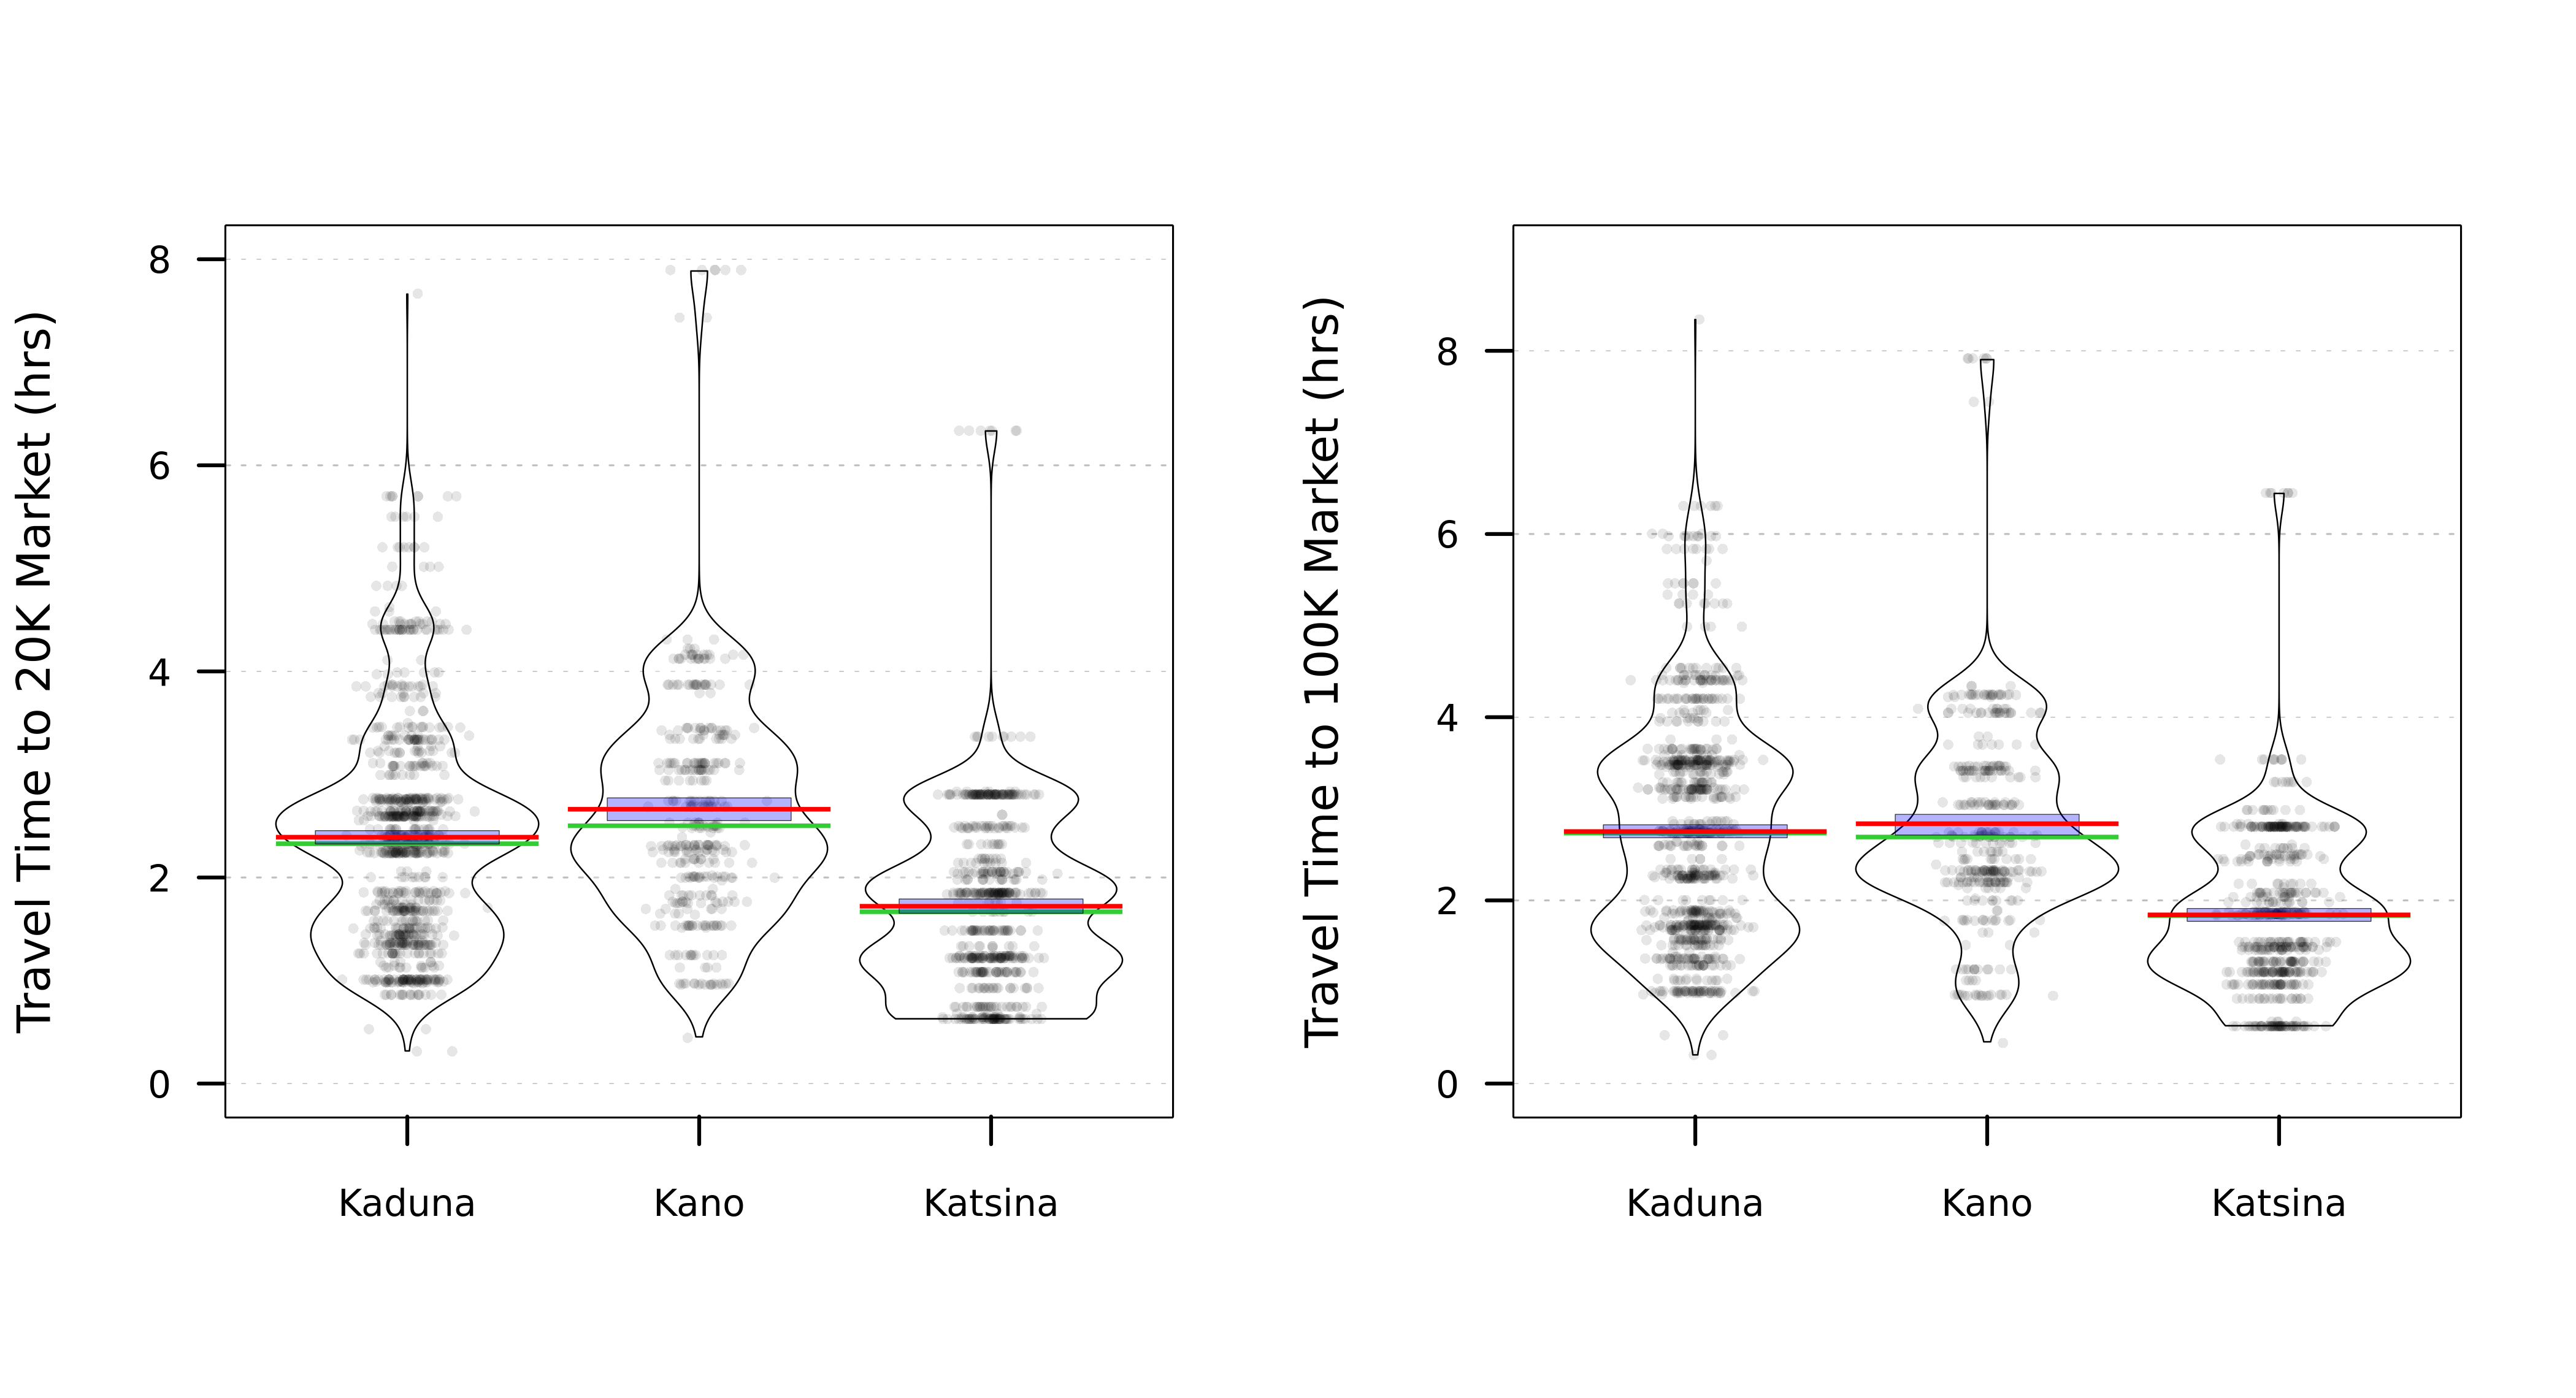 Travel Time to 20K Market (hrs)
8
6
4
2
0
Kaduna Kano Katsina
Travel Time to 100K Market (hrs)
8
6
4
2
0
Kaduna Kano Katsina